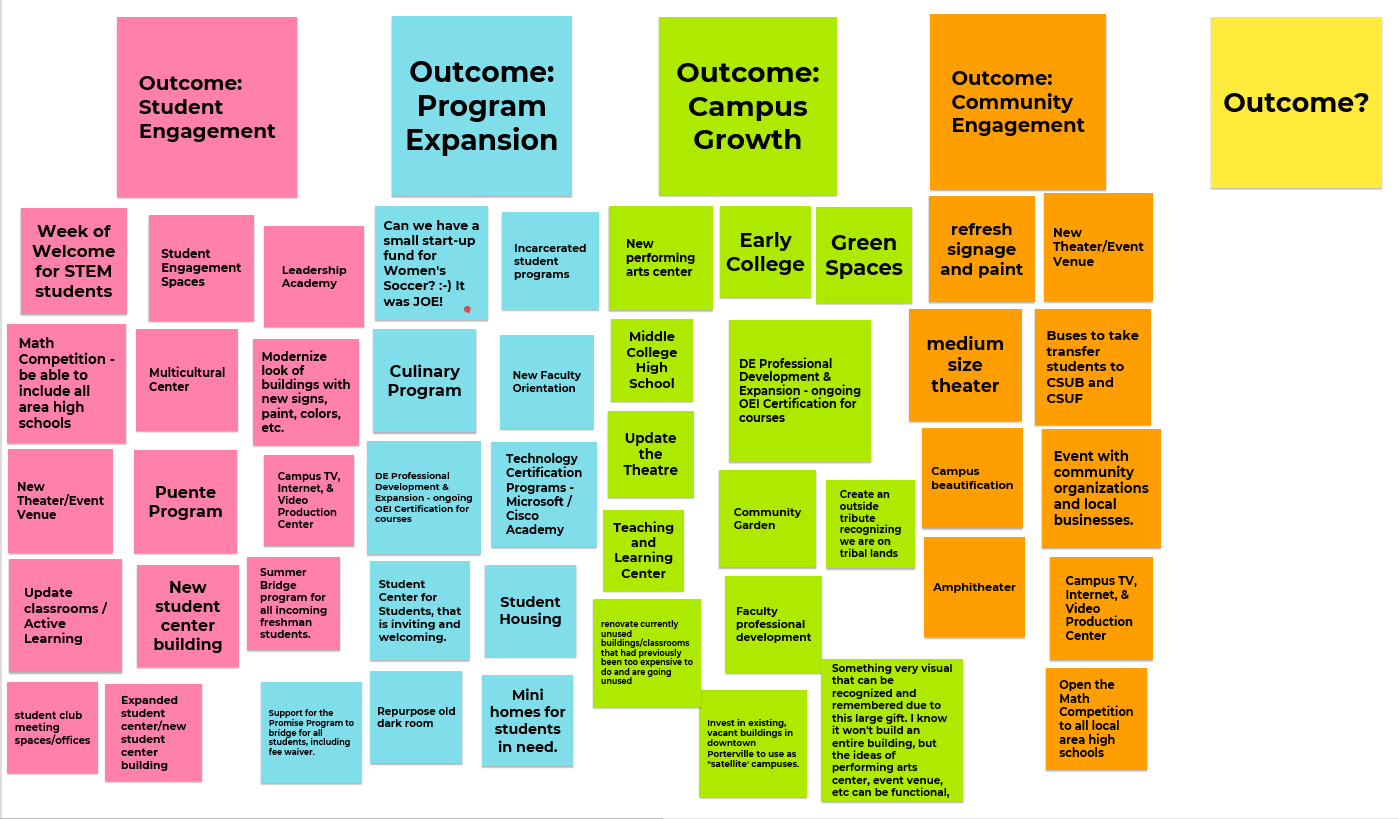 Outcome:
Student
Engagement
Outcome:
Program
Expansion
Outcome:
Campus
Growth
Outcome:
Community
Engagement
Outcome?
Week of
Welcome
for STEM
students
Student
Engagement
Spaces
Leadership
Academy
Math
Competition -
be able to
include all
area high
schools
Multicultural
Center
Modernize
look of
buildings with
new signs,
paint, colors,
etc.
New
Theater/Event
Venue
Puente
Program
Campus TV,
Internet, &
Video
Production
Center
Update
classrooms /
Active
Learning
New
student
center
building
Summer
Bridge
program for
all incoming
freshman
students.
student club
meeting
spaces/offices
Expanded
student
center/new
student
center
building
Can we have a
small start-up
fund for
Women's
Soccer? :-) It
was JOE!
Incarcerated
student
programs
Culinary
Program
New Faculty
Orientation
DE Professional
Development &
Expansion - ongoing
OEI Certification for
courses
Technology
Certification
Programs -
Microsoft /
Cisco
Academy
Student
Center for
Students, that
is inviting and
welcoming.
Student
Housing
Support for the
Promise Program to
bridge for all
students, including
fee waiver.
Repurpose old
dark room
Mini
homes for
students
in need.
New
performing
arts center
Early
College
Green
Spaces
Middle
College
High
School
DE Professional
Development &
Expansion - ongoing
OEI Certification for
courses
Update
the
Theatre
Community
Garden
Create an
outside
tribute
recognizing
we are on
tribal lands
Teaching
and
Learning
Center
Faculty
professional
development
renovate currently
unused
buildings/classrooms
that had previously
been too expensive to
do and are going
unused
Invest in existing,
vacant buildings in
downtown
Porterville to use as
"satellite' campuses.
Something very visual
that can be
recognized and
remembered due to
this large gift. I know
it won't build an
entire building, but
the ideas of
performing arts
center, event venue,
etc can be functional,
refresh
signage
and paint
New
Theater/Event
Venue
medium
size
theater
Buses to take
transfer
students to
CSUB and
CSUF
Campus
beautification
Event with
community
organizations
and local
businesses.
Amphitheater
Campus TV,
Internet, &
Video
Production
Center
Open the
Math
Competition
to all local
area high
schools